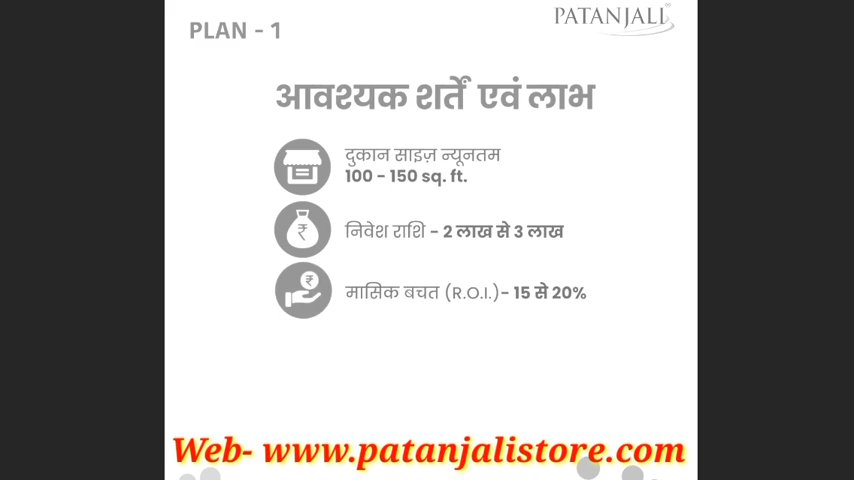 PLAN - 1
PATANJALI
आवश्यक शर्तें एवं लाभ
दुकान साइज़ न्यूनतम
100 - 150 sq. ft.
निवेश राशि - 2 लाख से 3 लाख
मासिक बचत (R.O.I.)- 15 से 20%
Web- www.patanjalistore.com